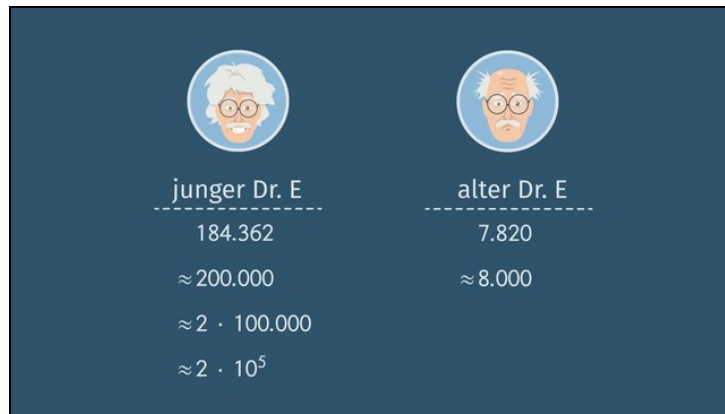 junger Dr. E
184.362
≈ 200.000
≈ 2 · 100.000
≈ 2 · 10⁵
alter Dr. E
7.820
≈ 8.000